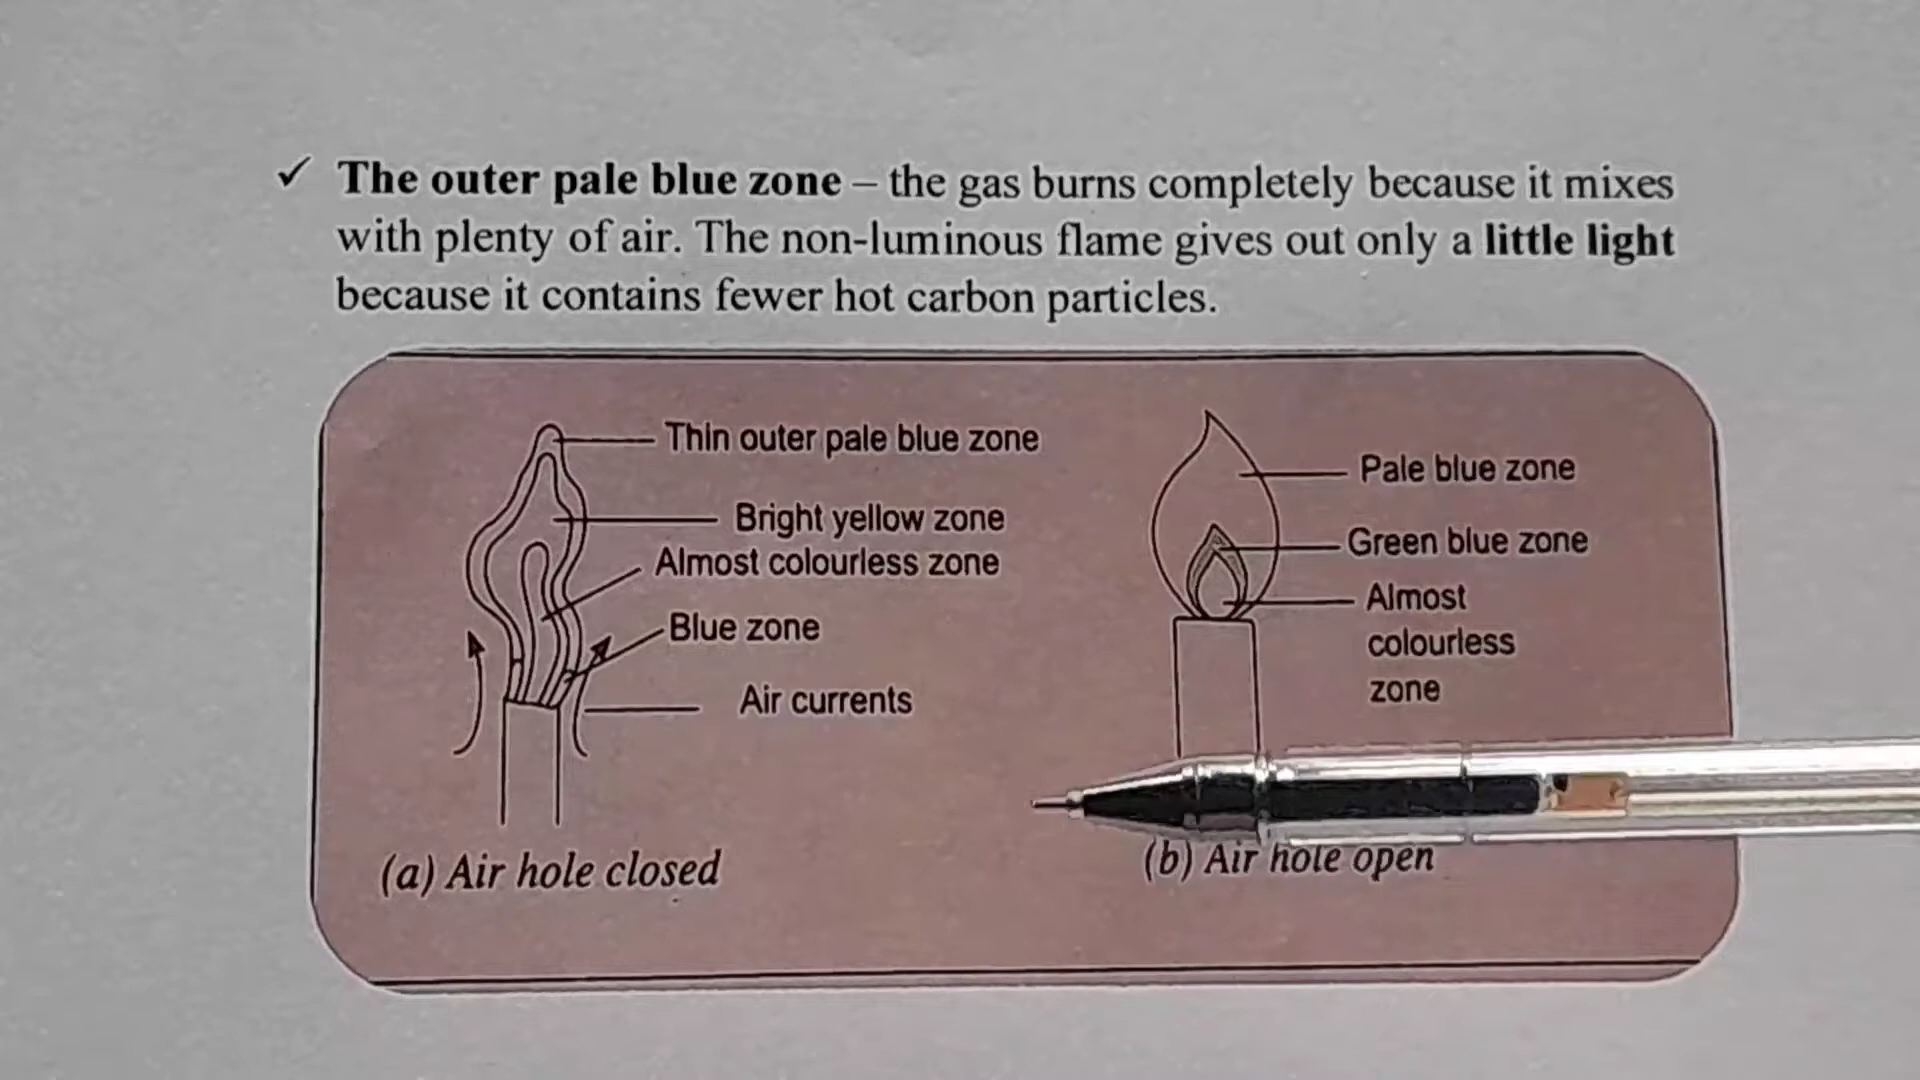 ✓ The outer pale blue zone – the gas burns completely because it mixes
with plenty of air. The non-luminous flame gives out only a little light
because it contains fewer hot carbon particles.
Thin outer pale blue zone
Bright yellow zone
Almost colourless zone
Blue zone
Air currents
(a) Air hole closed
Pale blue zone
Green blue zone
Almost
colourless
zone
(b) Air hole open